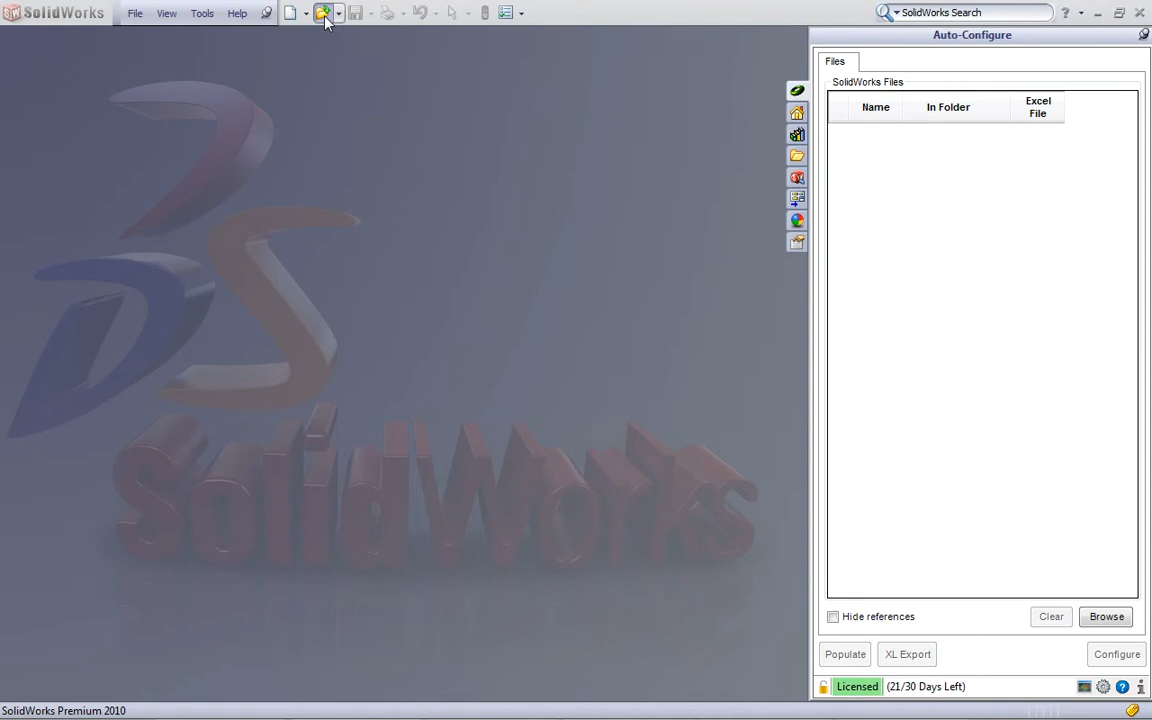 SolidWorks
File
View
Tools
Help
SolidWorks Search
Auto-Configure
Files
SolidWorks Files
Name
In Folder
Excel
File
SolidWorks
Hide references
Clear
Browse
Populate
XL Export
Configure
Licensed
(21/30 Days Left)
SolidWorks Premium 2010